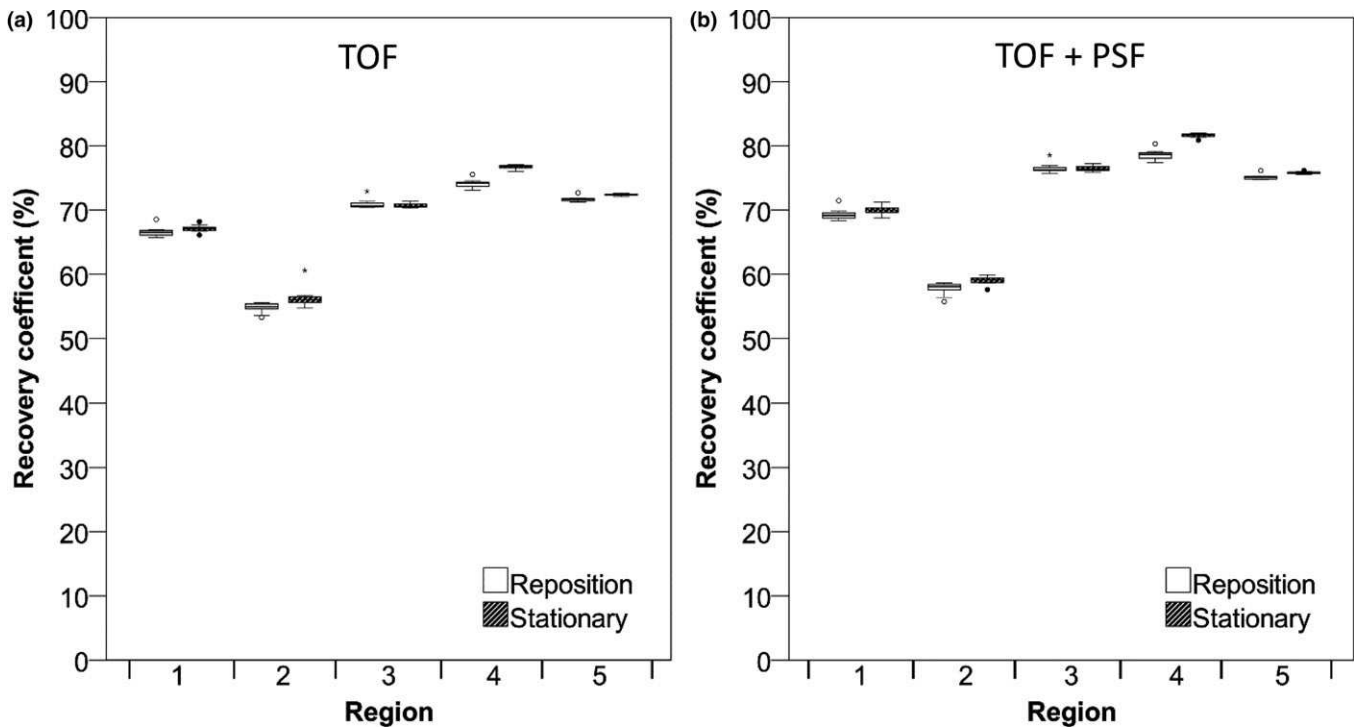 (a)
TOF
Recovery coefficent (%)
100
90
80
70
60
50
40
30
20
10
0
Reposition
Stationary
1 2 3 4 5
Region
(b)
TOF + PSF
Recovery coefficent (%)
100
90
80
70
60
50
40
30
20
10
0
Reposition
Stationary
1 2 3 4 5
Region